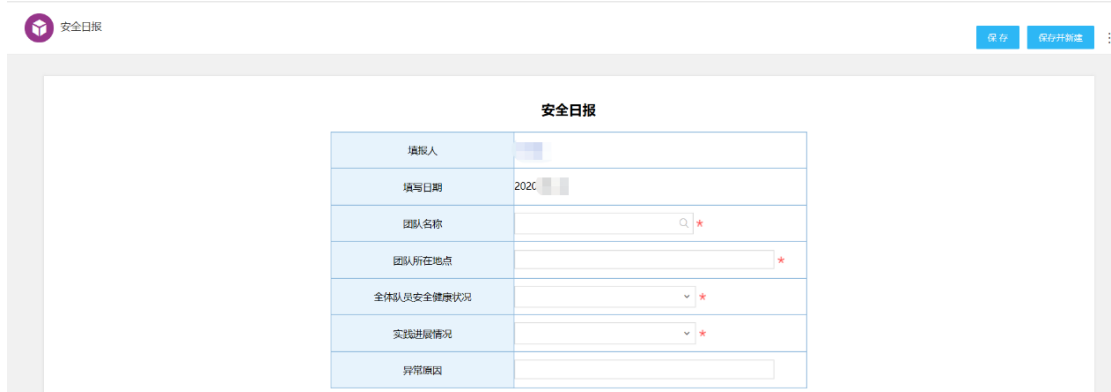 安全日报
保存 保存并新建
安全日报
填报人
填写日期 2020
团队名称 *
团队所在地点 *
全体队员安全健康状况 *
实践进展情况 *
异常原因